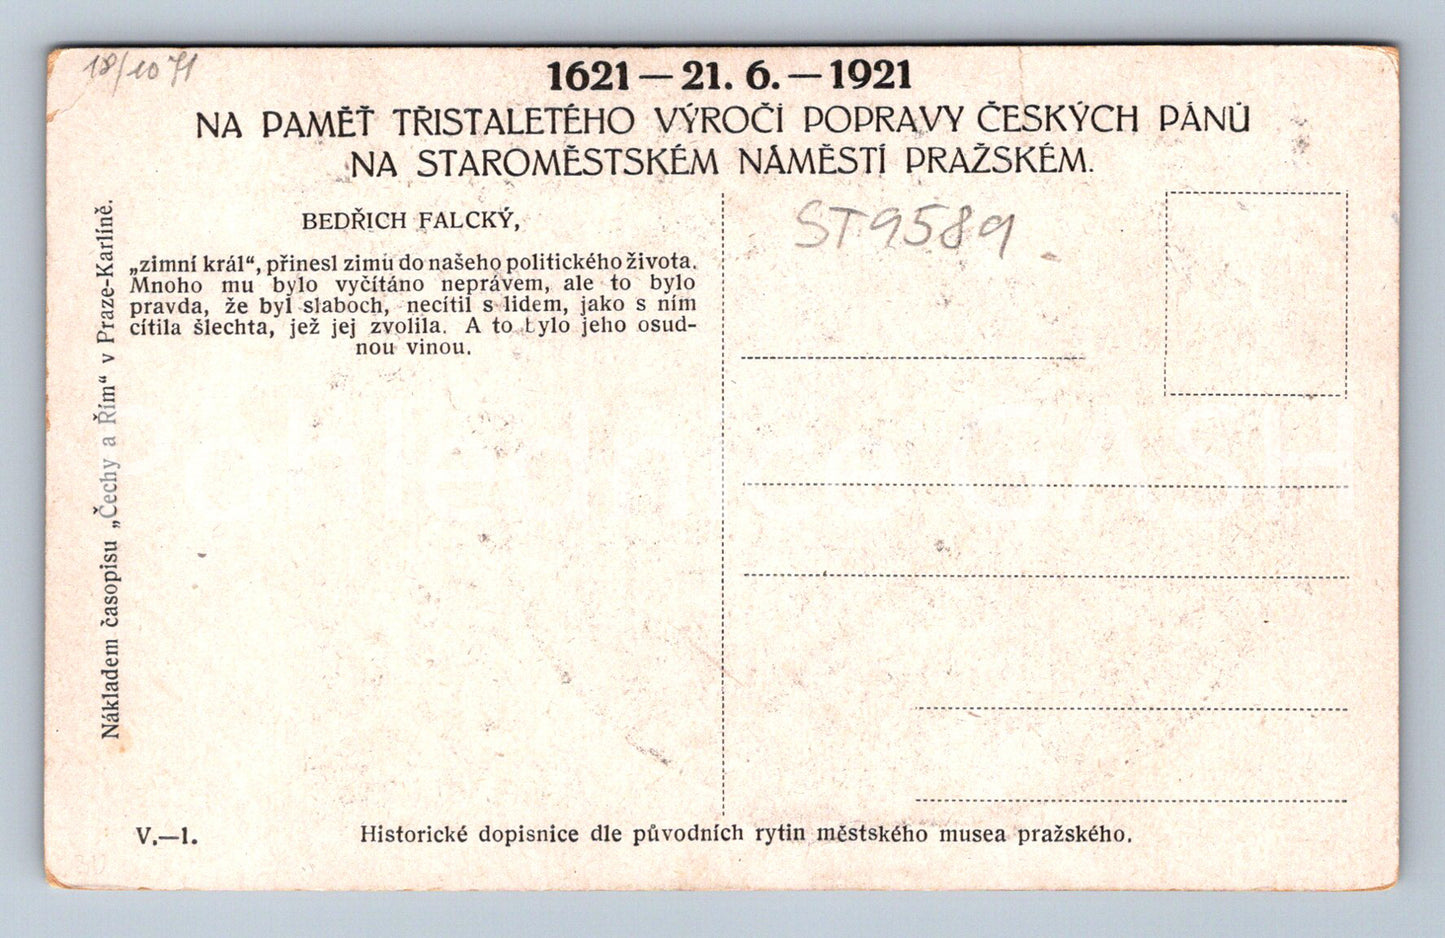 18/10 71
1621 — 21. 6. — 1921
NA PAMĚŤ TŘISTALETÉHO VÝROČÍ POPRAVY ČESKÝCH PÁNŮ
NA STAROMĚSTSKÉM NÁMĚSTÍ PRAŽSKÉM.
BEDŘICH FALCKÝ,
„zimní král“, přinesl zimu do našeho politického života.
Mnoho mu bylo vyčítáno neprávem, ale to bylo
pravda, že byl slaboch, necítil s lidem, jako s ním
cítila šlechta, jež jej zvolila. A to bylo jeho osud-
nou vinou.
Nákladem časopisu „Čechy a Řím“ v Praze-Karlíně.
ST9589
Pohlednice GASH
V.—1.
Historické dopisnice dle původních rytin městského musea pražského.